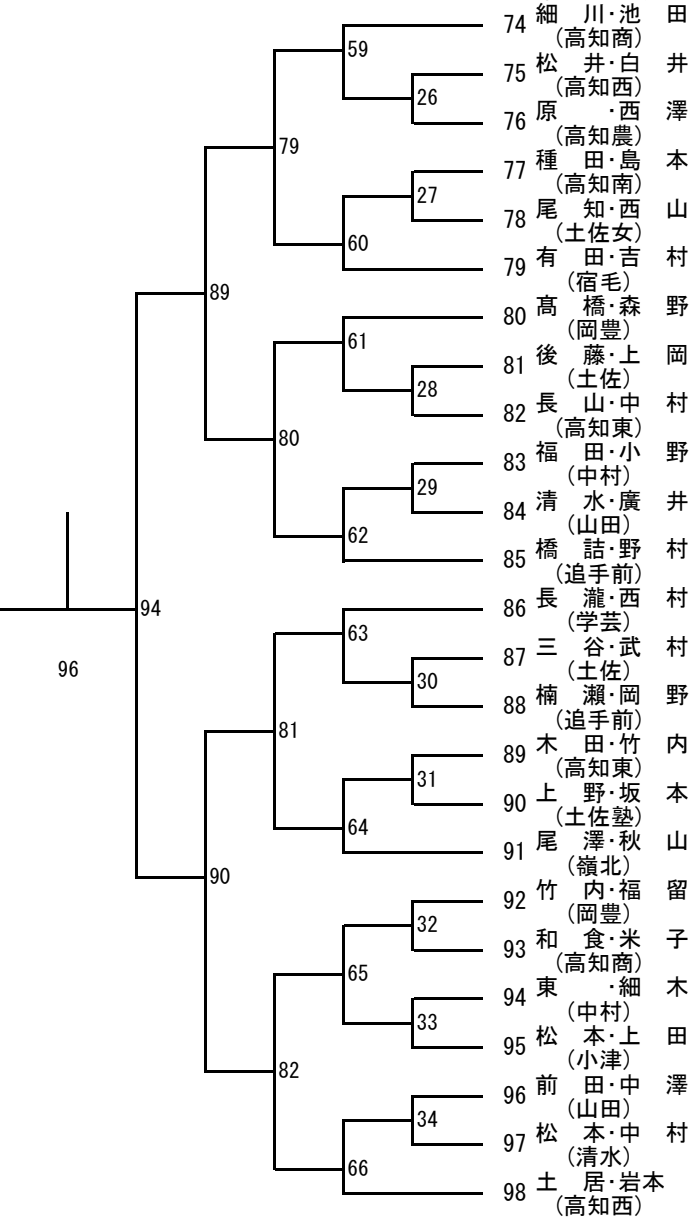 74 細 川・池 田
(高知商)
59
75 松 井・白 井
(高知西)
26
76 原 ・西 澤
(高知農)
79
77 種 田・島 本
(高知南)
27
78 尾 知・西 山
(土佐女)
60
79 有 田・吉 村
(宿毛)
89
80 髙 橋・森 野
(岡豊)
61
81 後 藤・上 岡
(土佐)
28
82 長 山・中 村
(高知東)
80
83 福 田・小 野
(中村)
29
84 清 水・廣 井
(山田)
62
85 橋 詰・野 村
(追手前)
94
86 長 瀧・西 村
(学芸)
63
87 三 谷・武 村
(土佐)
96
30
88 楠 瀨・岡 野
(追手前)
81
89 木 田・竹 内
(高知東)
31
90 上 野・坂 本
(土佐塾)
64
91 尾 澤・秋 山
(嶺北)
90
92 竹 内・福 留
(岡豊)
32
93 和 食・米 子
(高知商)
65
94 東 ・細 木
(中村)
33
95 松 本・上 田
(小津)
82
96 前 田・中 澤
(山田)
34
97 松 本・中 村
(清水)
66
98 土 居・岩本
(高知西)